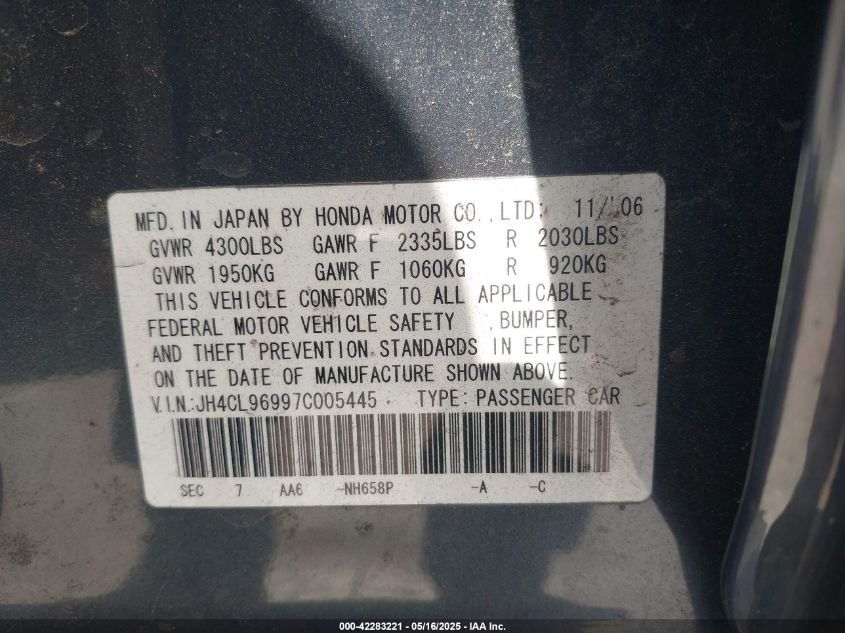 MFD. IN JAPAN BY HONDA MOTOR CO., LTD. 11/'06
GVWR 4300LBS GAWR F 2335LBS R 2030LBS
GVWR 1950KG GAWR F 1060KG R 920KG
THIS VEHICLE CONFORMS TO ALL APPLICABLE
FEDERAL MOTOR VEHICLE SAFETY , BUMPER,
AND THEFT PREVENTION STANDARDS IN EFFECT
ON THE DATE OF MANUFACTURE SHOWN ABOVE.
V.I.N.:JH4CL96997C005445 TYPE: PASSENGER CAR
SEC 7 AA6 -NH658P -A -C
000-42283221 | 05/16/2025 - IAA Inc.